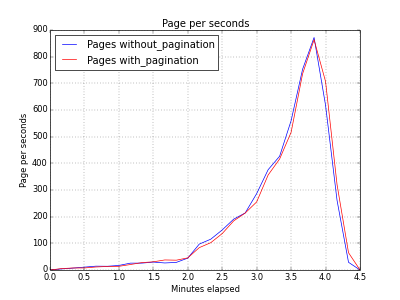 Page per seconds
900
800
700
600
500
400
300
200
100
0
Page per seconds
Pages without_pagination
Pages with_pagination
0.0 0.5 1.0 1.5 2.0 2.5 3.0 3.5 4.0 4.5
Minutes elapsed